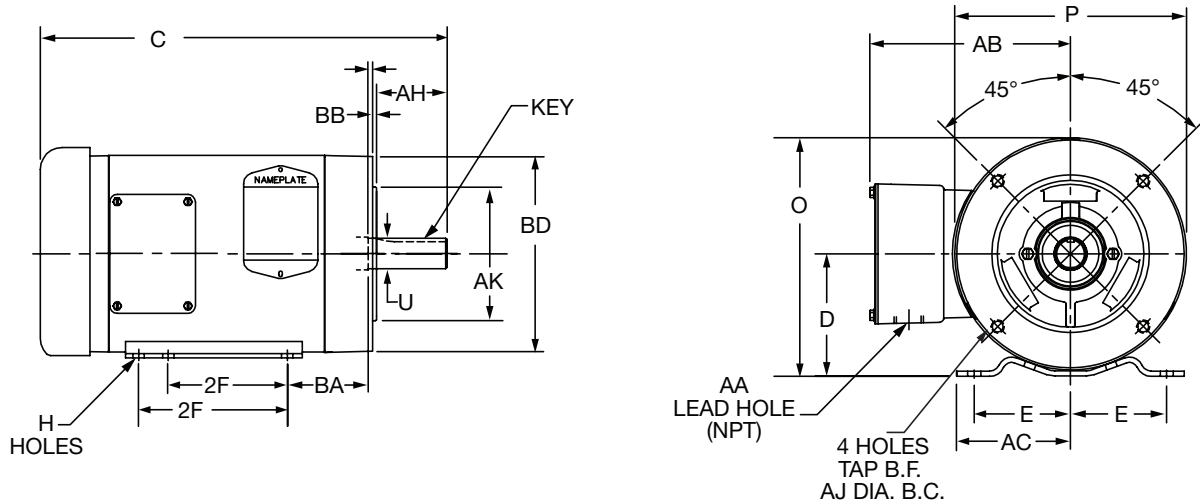 C
AH
BB
KEY
NAMEPLATE
BD
AK
U
2F
BA
2F
H
HOLES
P
AB
45°
45°
O
D
AA
LEAD HOLE
(NPT)
E
E
AC
4 HOLES
TAP B.F.
AJ DIA. B.C.